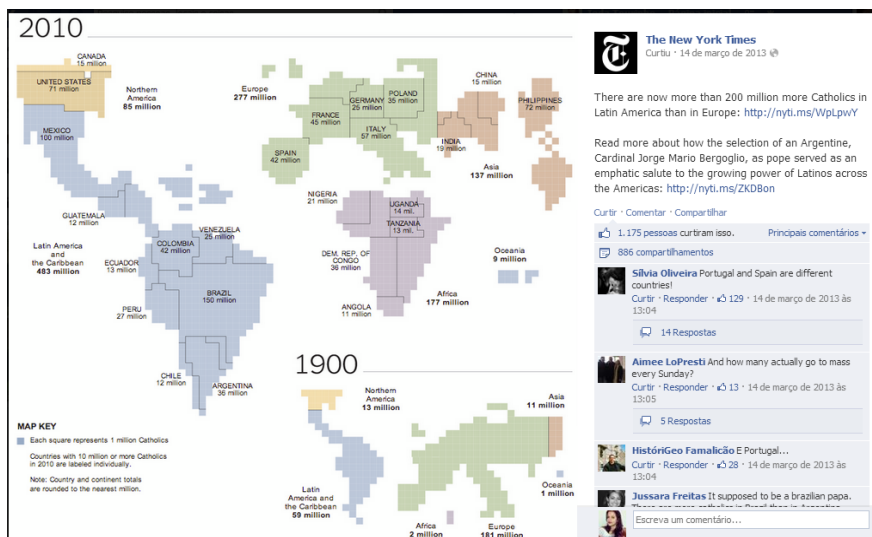 2010
CANADA
15 million
UNITED STATES
71 million
Northern
America
85 million
MEXICO
100 million
GUATEMALA
12 million
Latin America
and
the Caribbean
483 million
VENEZUELA
25 million
COLOMBIA
42 million
ECUADOR
13 million
BRAZIL
150 million
PERU
27 million
CHILE
12 million
ARGENTINA
36 million
Europe
277 million
POLAND
35 million
GERMANY
25 million
FRANCE
45 million
ITALY
57 million
SPAIN
42 million
CHINA
15 million
PHILIPPINES
72 million
INDIA
19 million
Asia
137 million
NIGERIA
21 million
UGANDA
14 mil.
TANZANIA
13 mil.
DEM. REP. OF
CONGO
36 million
ANGOLA
11 million
Africa
177 million
Oceania
9 million
MAP KEY
Each square represents 1 million Catholics
Countries with 10 million or more Catholics
in 2010 are labeled individually.
Note: Country and continent totals
are rounded to the nearest million.
1900
Northern
America
13 million
Asia
11 million
Latin
America and
the Caribbean
59 million
Oceania
1 million
Africa
2 million
Europe
181 million
The New York Times
Curtiu · 14 de março de 2013
There are now more than 200 million more Catholics in
Latin America than in Europe: http://nyti.ms/WpLpwY
Read more about how the selection of an Argentine,
Cardinal Jorge Mario Bergoglio, as pope served as an
emphatic salute to the growing power of Latinos across
the Americas: http://nyti.ms/ZKDBon
Curtir · Comentar · Compartilhar
1.175 pessoas curtiram isso. Principais comentários
886 compartilhamentos
Sílvia Oliveira Portugal and Spain are different
countries!
Curtir · Responder · 129 · 14 de março de 2013 às
13:04
14 Respostas
Aimee LoPresti And how many actually go to mass
every Sunday?
Curtir · Responder · 13 · 14 de março de 2013 às
13:05
5 Respostas
HistóriGeo Famalicão E Portugal...
Curtir · Responder · 28 · 14 de março de 2013 às
13:04
Jussara Freitas It supposed to be a brazilian papa.
There are more catholics in Brazil than in Argentina
Escreva um comentário...